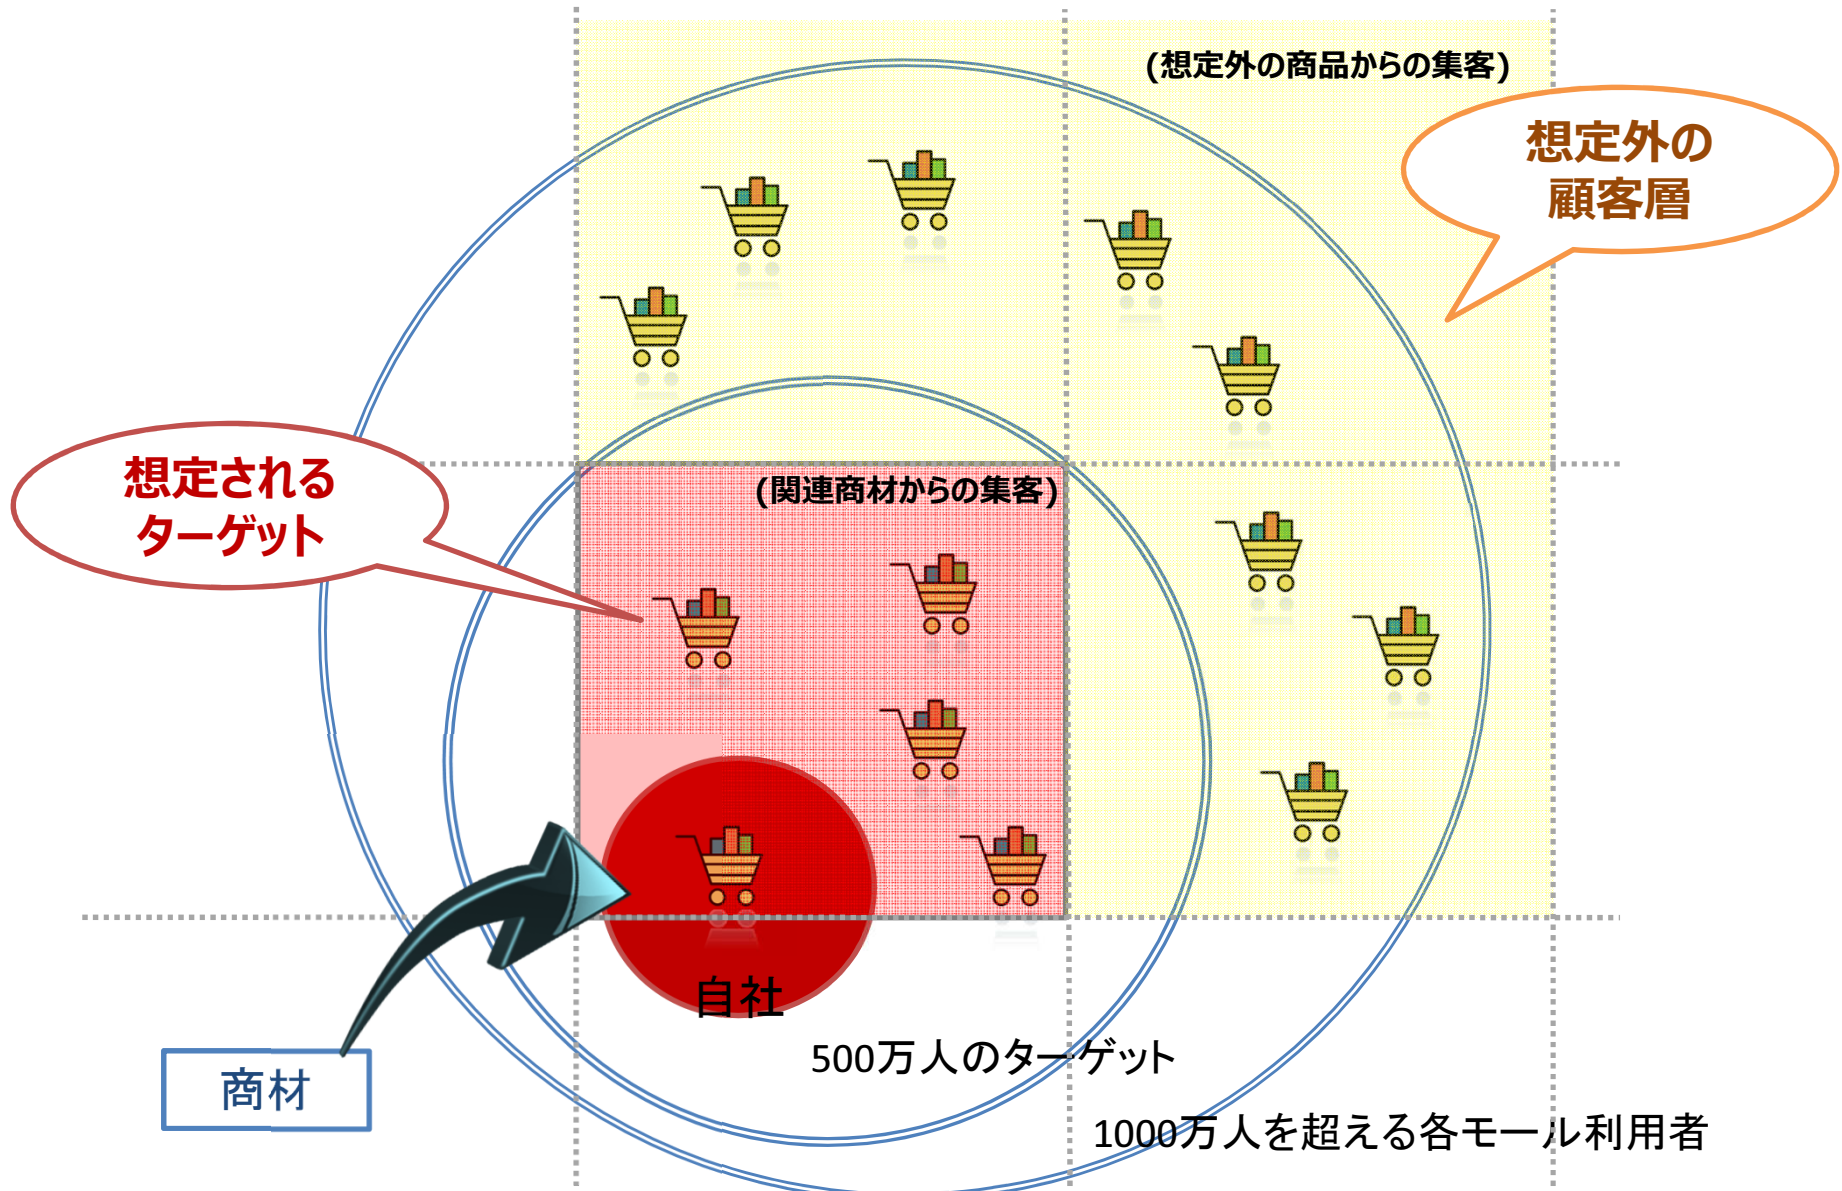 (想定外の商品からの集客)
想定外の
顧客層
想定される
ターゲット
(関連商材からの集客)
自社
500万人のターゲット
商材
1000万人を超える各モール利用者